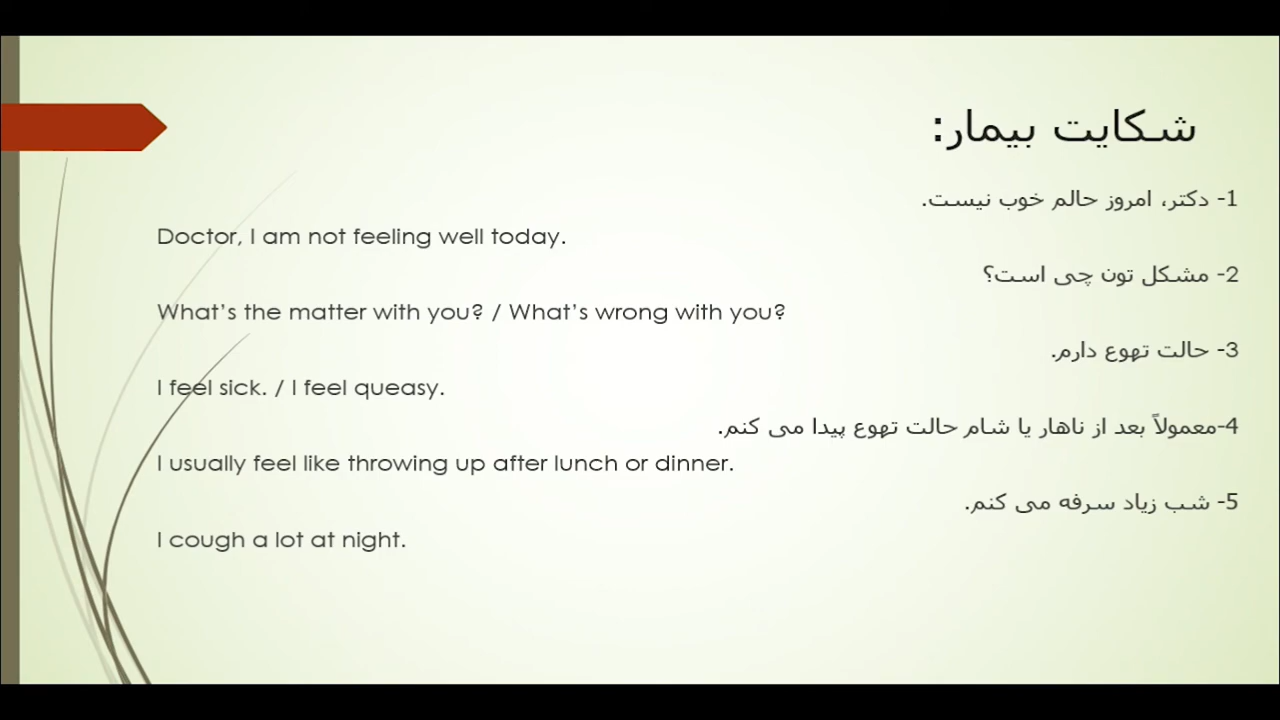 شکایت بیمار:
1- دکتر، امروز حالم خوب نیست.
Doctor, I am not feeling well today.
2- مشکل تون چی است؟
What’s the matter with you? / What’s wrong with you?
3- حالت تهوع دارم.
I feel sick. / I feel queasy.
4-معمولاً بعد از ناهار یا شام حالت تهوع پیدا می کنم.
I usually feel like throwing up after lunch or dinner.
5- شب زیاد سرفه می کنم.
I cough a lot at night.